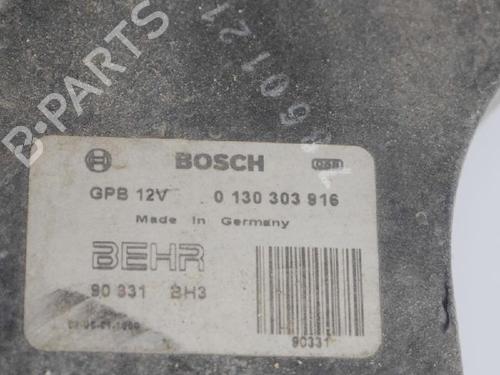 B-PARTS
BOSCH
GPB 12V 0 130 303 916
Made in Germany
BEHR
90 331 BH3
90331